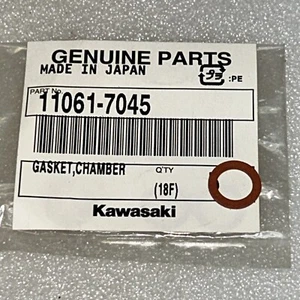 GENUINE PARTS
MADE IN JAPAN
:PE
PART No.
11061-7045
GASKET,CHAMBER
Q'TY
(18F)
Kawasaki